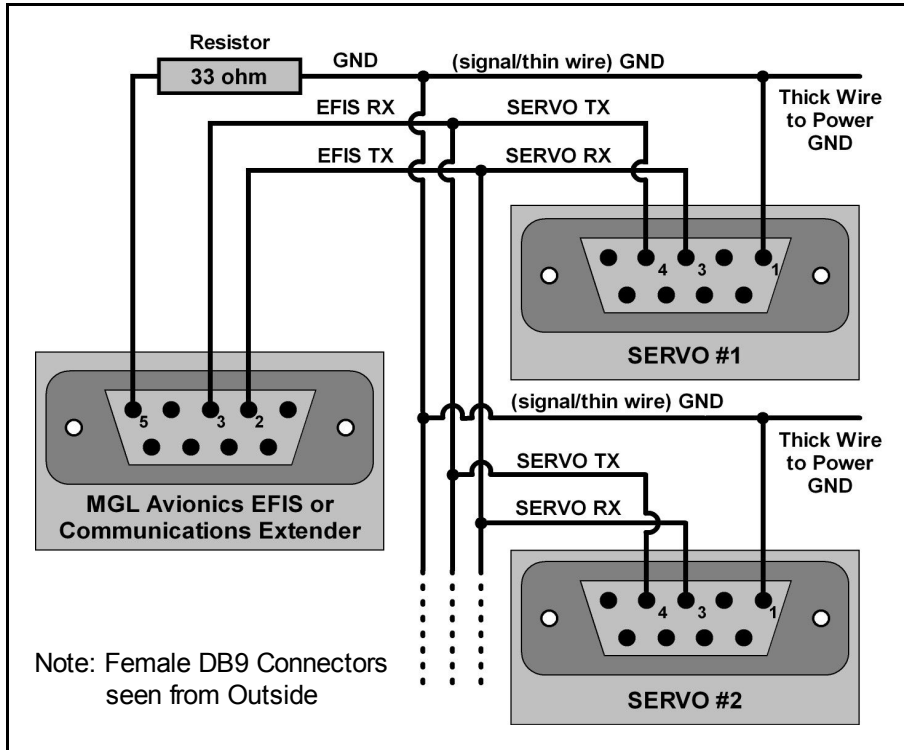 Resistor
33 ohm
GND
(signal/thin wire) GND
Thick Wire
to Power
GND
EFIS RX
SERVO TX
EFIS TX
SERVO RX
4 3 1
SERVO #1
5 3 2
MGL Avionics EFIS or
Communications Extender
(signal/thin wire) GND
Thick Wire
to Power
GND
SERVO TX
SERVO RX
4 3 1
SERVO #2
Note: Female DB9 Connectors
seen from Outside